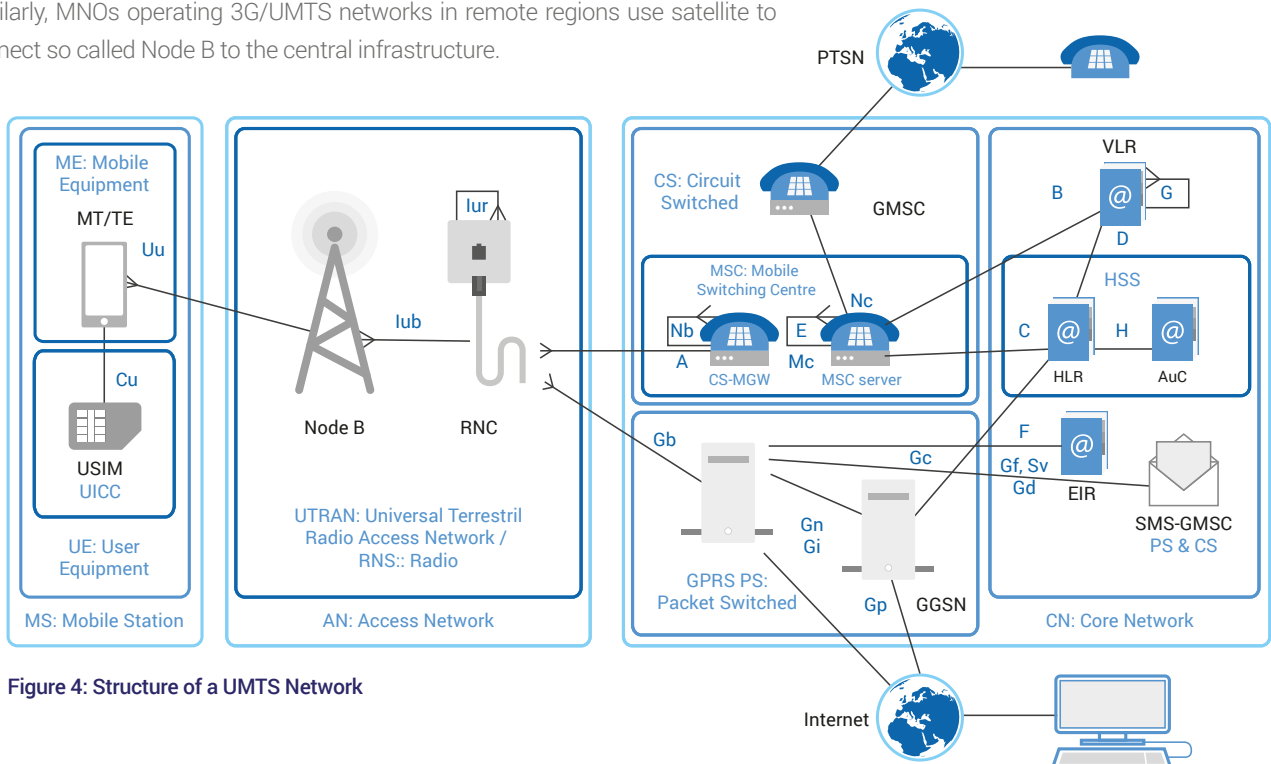 ilarly, MNOs operating 3G/UMTS networks in remote regions use satellite to
nect so called Node B to the central infrastructure.
PTSN
ME: Mobile
Equipment
MT/TE
Uu
Cu
USIM
UICC
UE: User
Equipment
MS: Mobile Station
Iur
Iub
Node B
RNC
UTRAN: Universal Terrestril
Radio Access Network /
RNS:: Radio
AN: Access Network
CS: Circuit
Switched
GMSC
MSC: Mobile
Switching Centre
Nc
Nb
E
A
Mc
CS-MGW
MSC server
VLR
@
B
G
D
HSS
C
@
H
@
HLR
AuC
Gb
Gc
F
@
Gf, Sv
Gd
EIR
SMS-GMSC
PS & CS
Gn
Gi
GPRS PS:
Packet Switched
Gp
GGSN
CN: Core Network
Figure 4: Structure of a UMTS Network
Internet